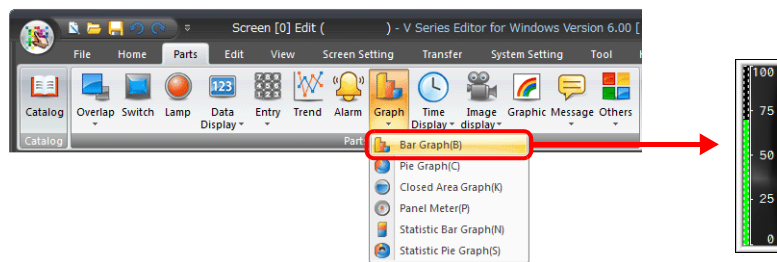 Screen [0] Edit ( ) - V Series Editor for Windows Version 6.00 [
File Home Parts Edit View Screen Setting Transfer System Setting Tool
Catalog Overlap Switch Lamp Data Display Entry Trend Alarm Graph Time Display Image display Graphic Message Others
123
Catalog Part
Bar Graph(B)
Pie Graph(C)
Closed Area Graph(K)
Panel Meter(P)
Statistic Bar Graph(N)
Statistic Pie Graph(S)
100
75
50
25
0